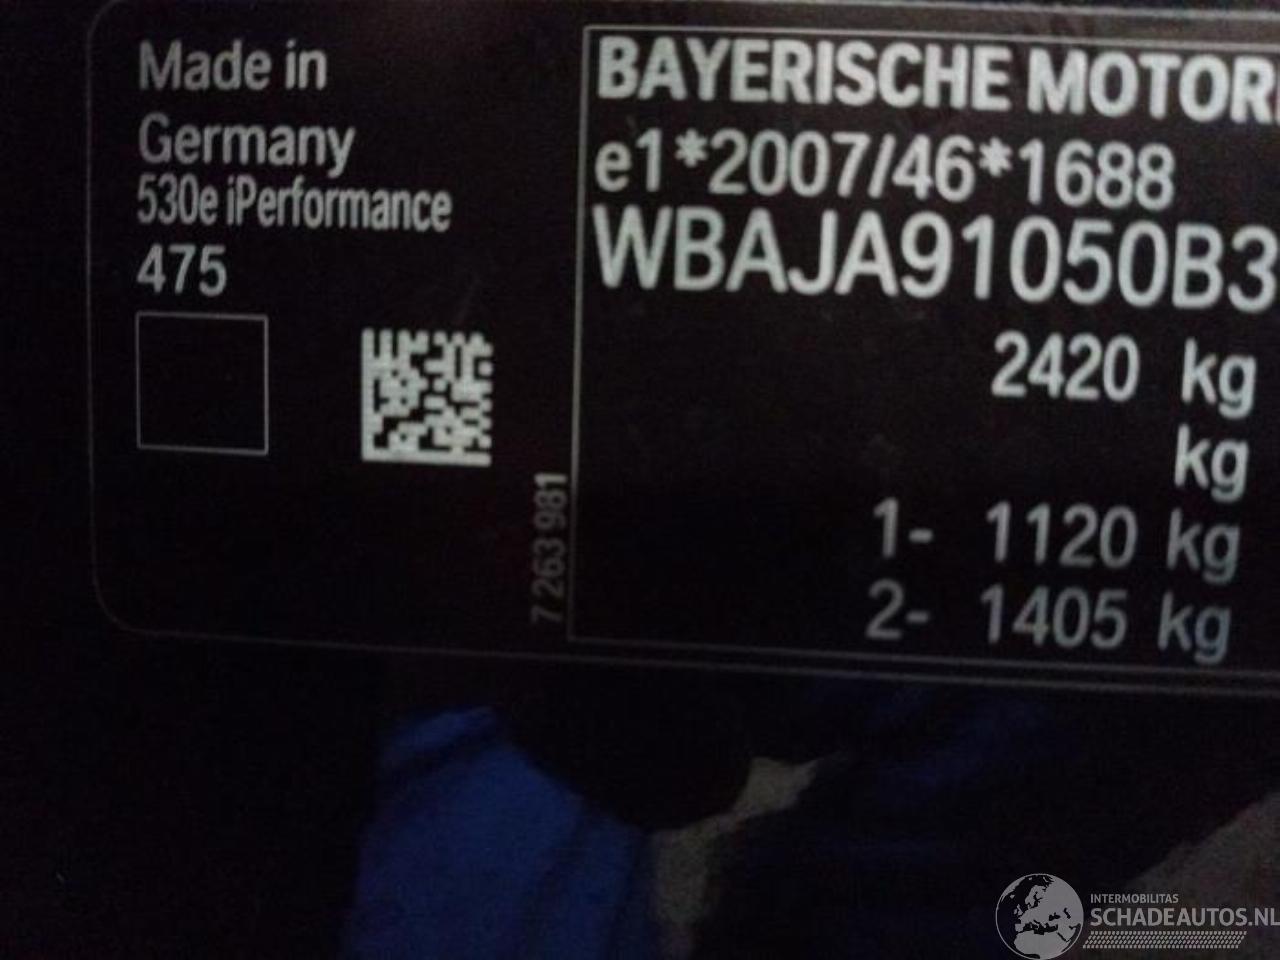 Made in
Germany
530e iPerformance
475
7 263 981
BAYERISCHE MOTOR
e1*2007/46*1688
WBAJA91050B3
2420 kg
kg
1- 1120 kg
2- 1405 kg
INTERMOBILITAS
SCHADEAUTOS.NL